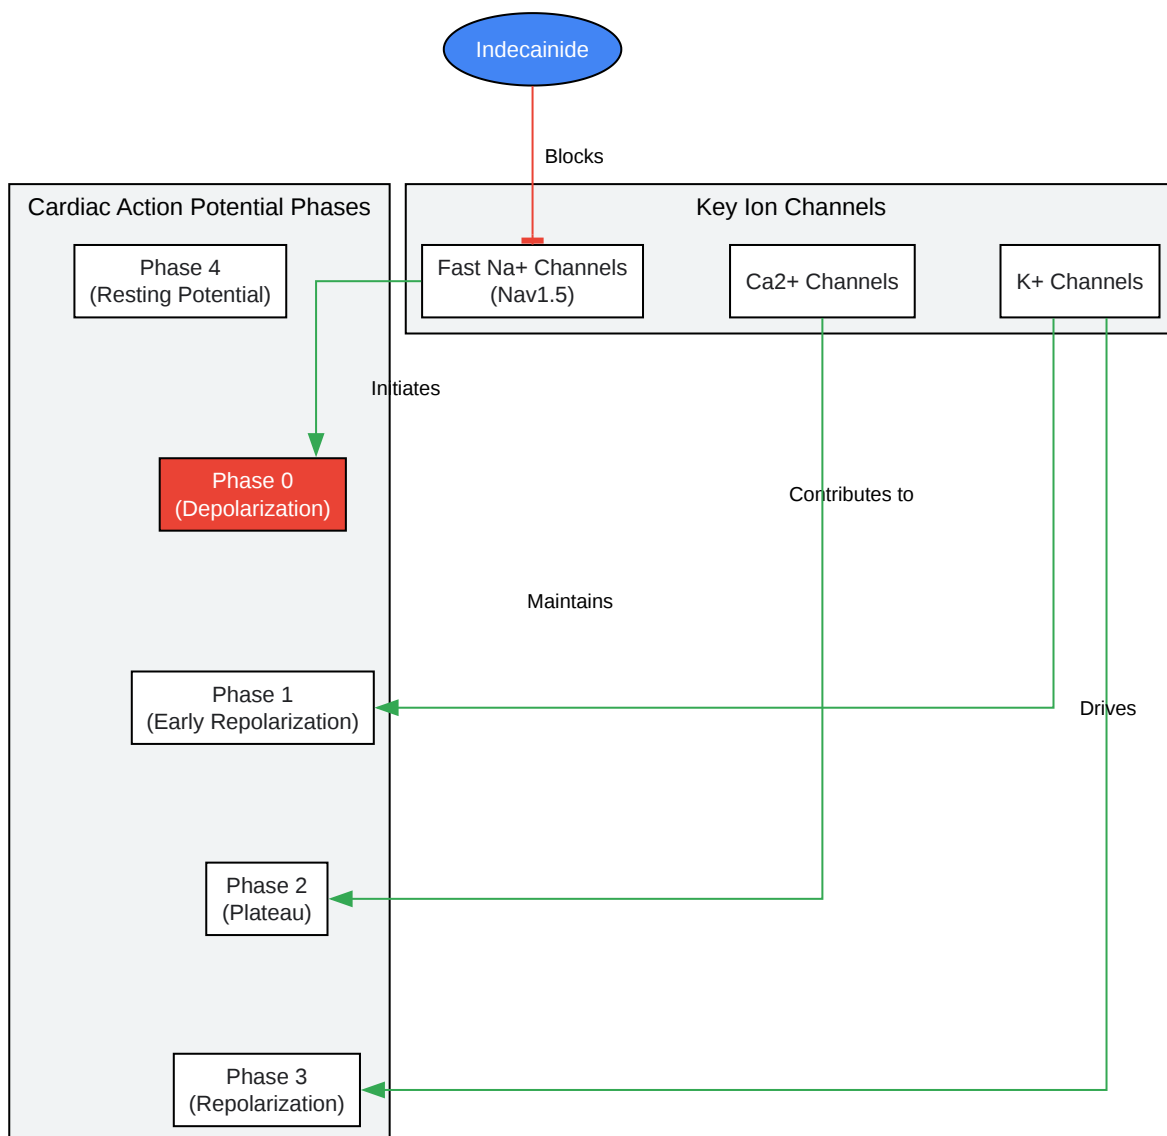 Indecainide
Blocks
Cardiac Action Potential Phases
Key Ion Channels
Phase 4
(Resting Potential)
Fast Na+ Channels
(Nav1.5)
Ca2+ Channels
K+ Channels
Initiates
Phase 0
(Depolarization)
Contributes to
Maintains
Phase 1
(Early Repolarization)
Drives
Phase 2
(Plateau)
Phase 3
(Repolarization)